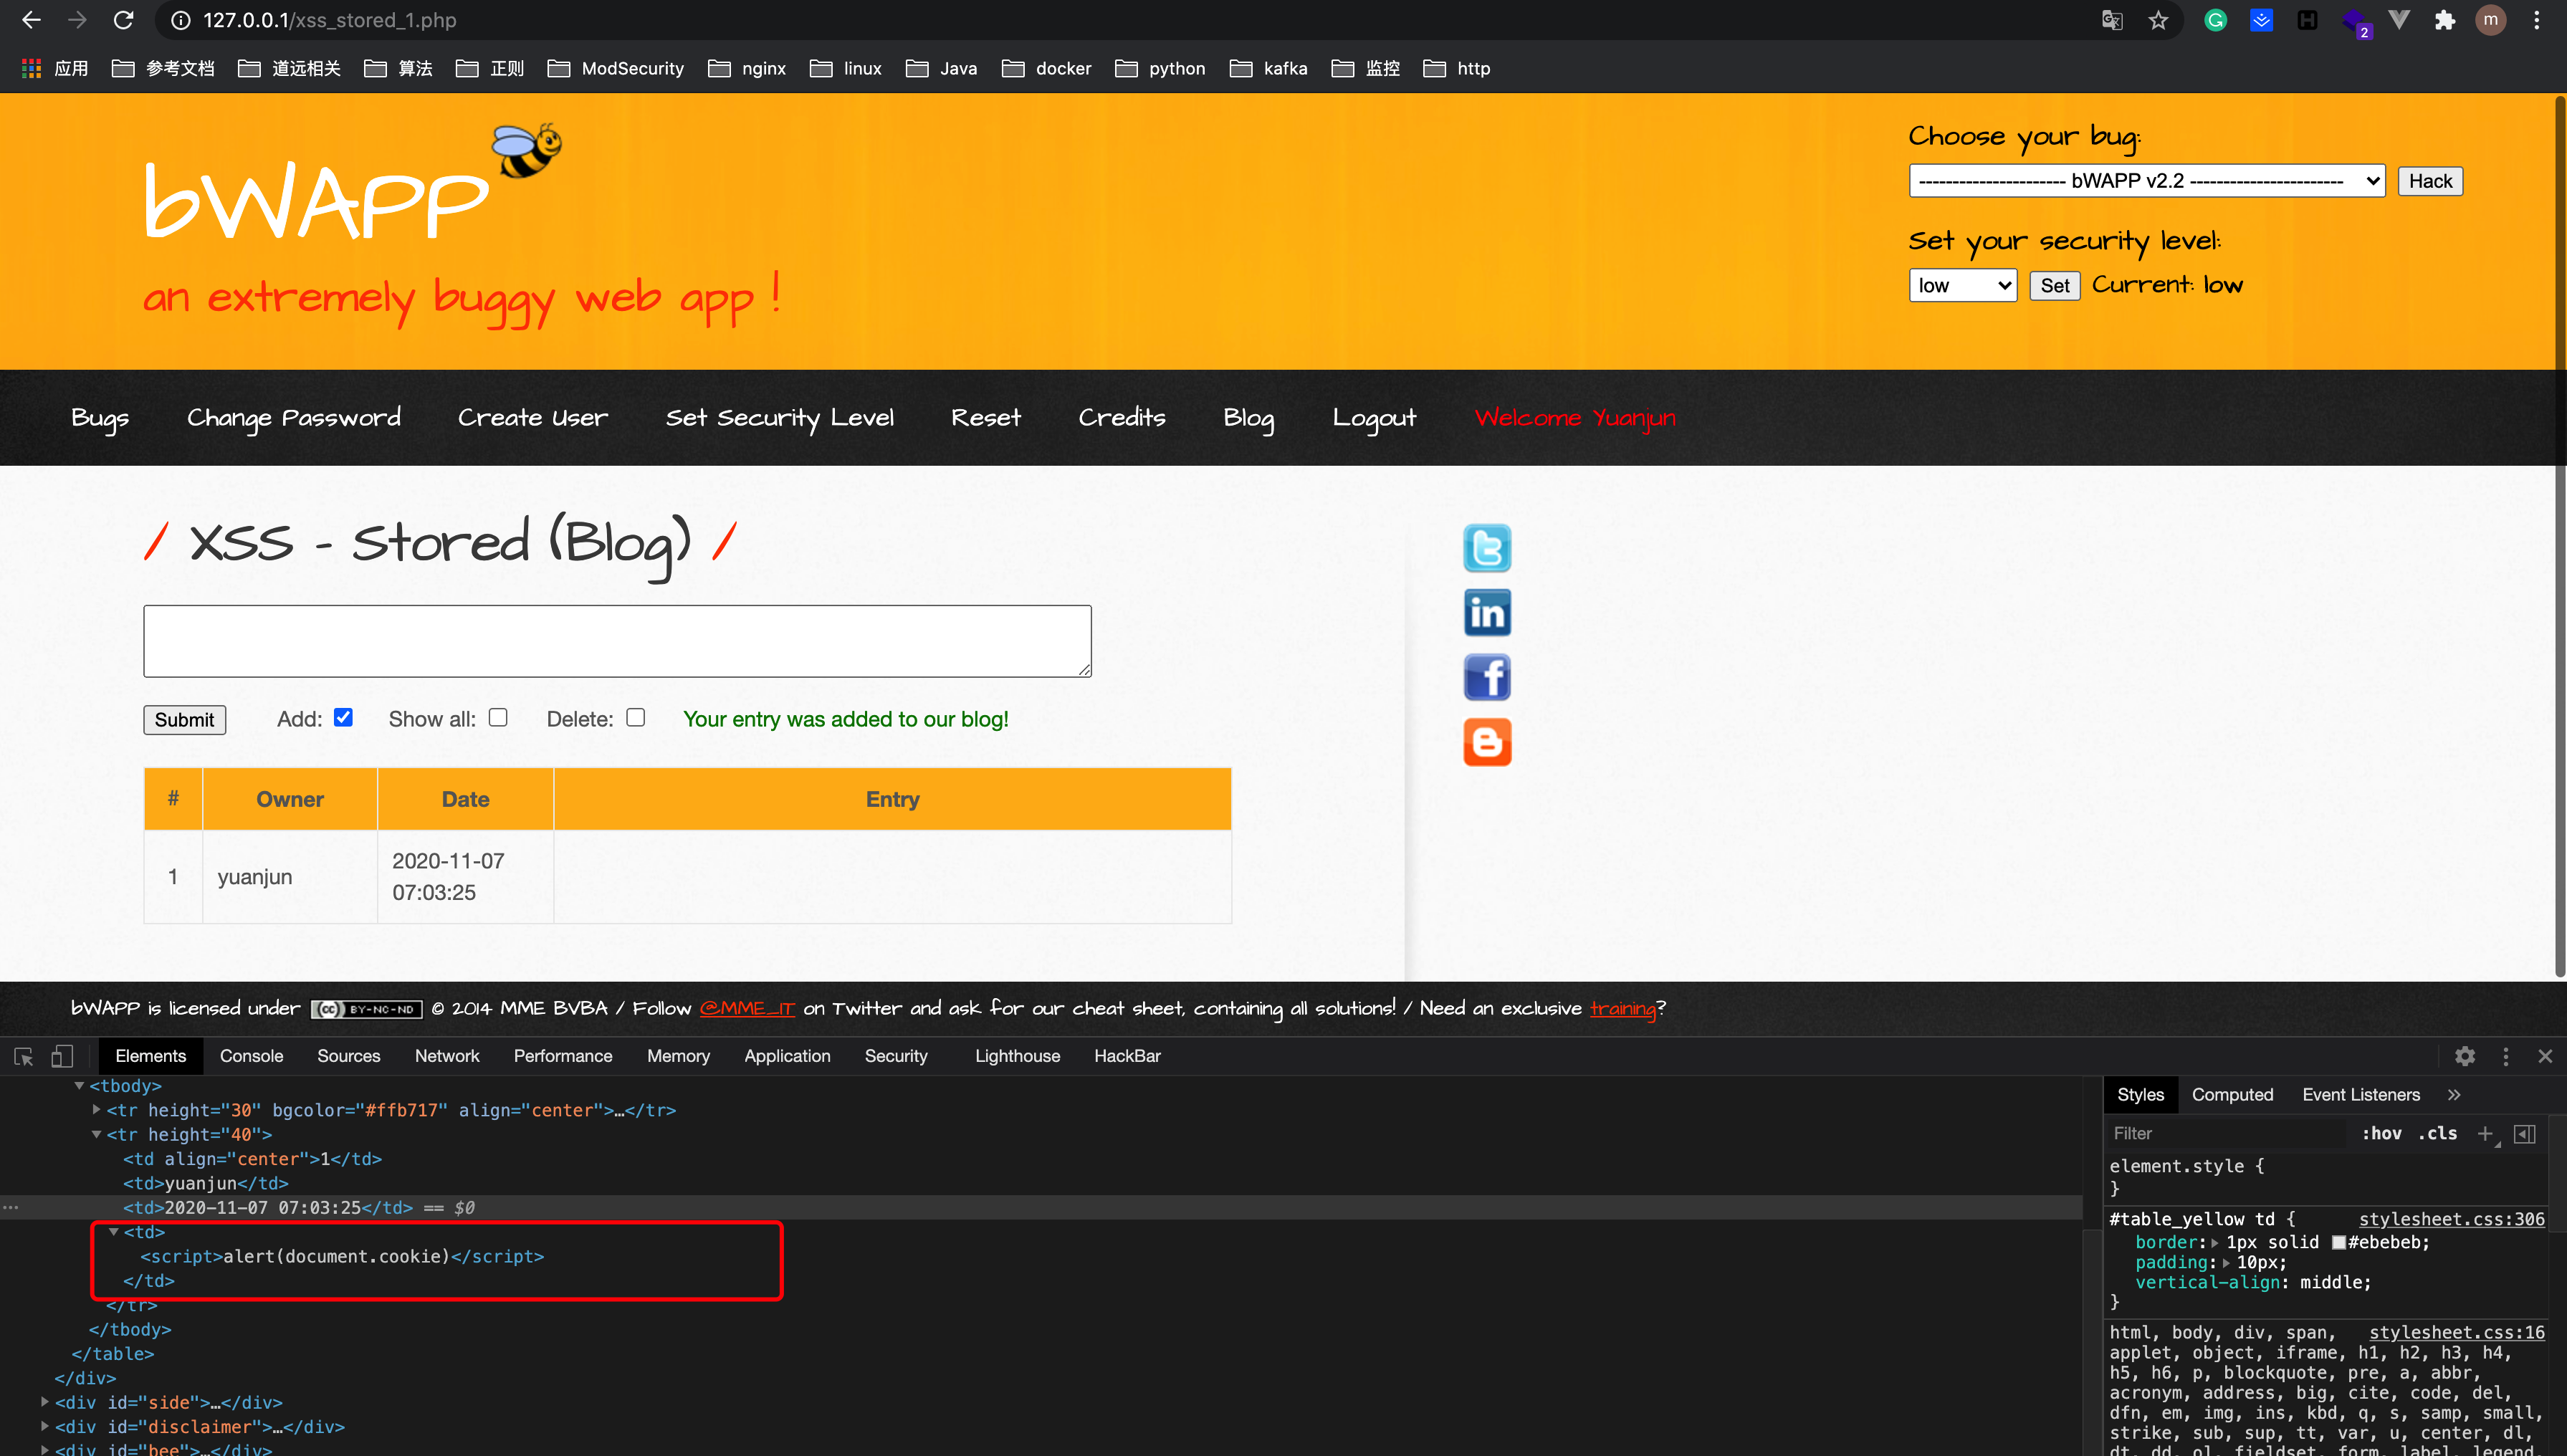 127.0.0.1/xss_stored_1.php
2
m
应用 参考文档 道远相关 算法 正则 ModSecurity nginx linux Java docker python kafka 监控 http
bWAPP
an extremely buggy web app !
Choose your bug:
---------------------- bWAPP v2.2 ----------------------- Hack
Set your security level:
low Set Current: low
Bugs Change Password Create User Set Security Level Reset Credits Blog Logout Welcome Yuanjun
/ XSS - Stored (Blog) /
Submit Add: Show all: Delete: Your entry was added to our blog!
# Owner Date Entry
1 yuanjun 2020-11-07
07:03:25
bWAPP is licensed under (cc) BY-NC-ND © 2014 MME BVBA / Follow @MME_IT on Twitter and ask for our cheat sheet, containing all solutions! / Need an exclusive training?
Elements Console Sources Network Performance Memory Application Security Lighthouse HackBar
<tbody>
<tr height="30" bgcolor="#ffb717" align="center">…</tr>
<tr height="40">
<td align="center">1</td>
<td>yuanjun</td>
<td>2020-11-07 07:03:25</td> == $0
<td>
<script>alert(document.cookie)</script>
</td>
</tr>
</tbody>
</table>
</div>
<div id="side">…</div>
<div id="disclaimer">…</div>
<div id="bee">…</div>
Styles Computed Event Listeners »
Filter :hov .cls +
element.style {
}
#table_yellow td { stylesheet.css:306
border: 1px solid #ebebeb;
padding: 10px;
vertical-align: middle;
}
html, body, div, span, stylesheet.css:16
applet, object, iframe, h1, h2, h3, h4,
h5, h6, p, blockquote, pre, a, abbr,
acronym, address, big, cite, code, del,
dfn, em, img, ins, kbd, q, s, samp, small,
strike, sub, sup, tt, var, u, center, dl,
dt, dd, ol, fieldset, form, label, legend,